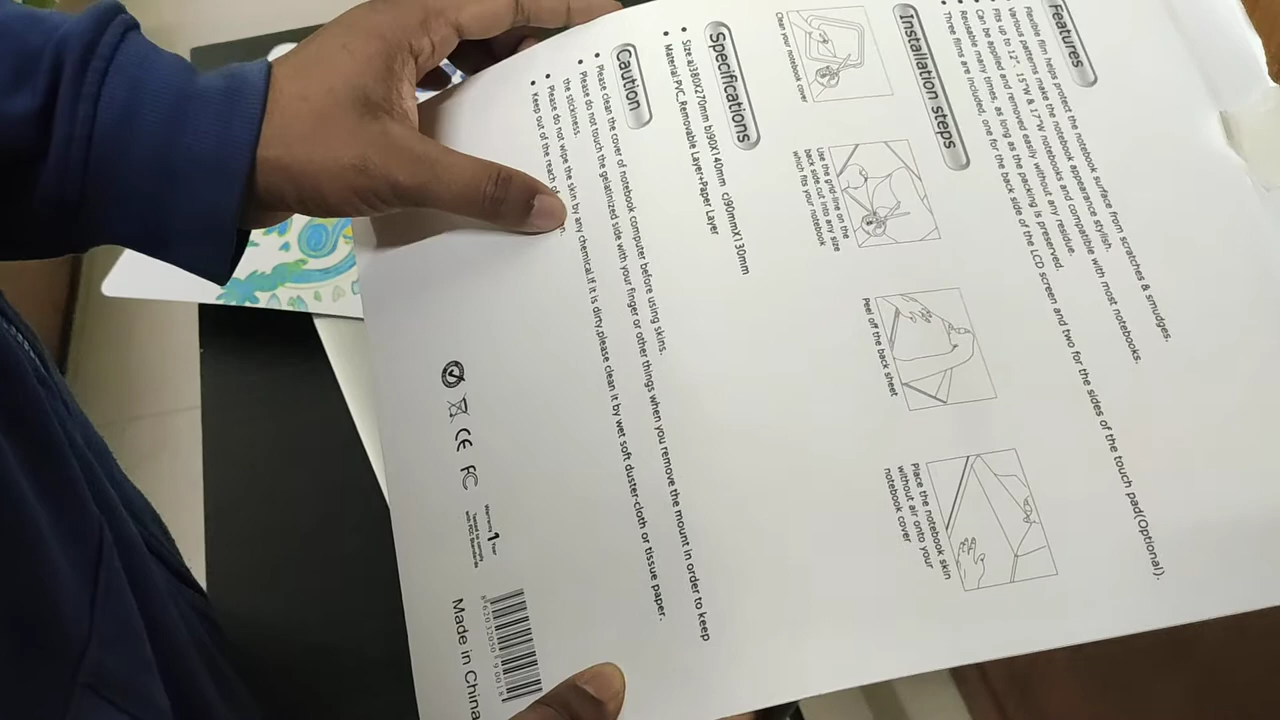 Features
Flexible film helps protect the notebook surface from scratches & smudges.
Various patterns make the notebook appearance stylish.
Fits up to 12", 15"W & 17"W notebooks and compatible with most notebooks.
• Can be applied and removed easily without any residue.
• Reusable many times, as long as the packing is preserved.
• Three films are included, one for the back side of the LCD screen and two for the sides of the touch pad(Optional).
Installation steps
Clean your notebook cover
Use the grid-line on the
back side.cut into any size
which fits your notebook
Peel off the back sheet
Place the notebook skin
without air onto your
notebook cover
Specifications
• Size:a)380X270mm b)90X140mm c)90mmX130mm
• Material:PVC_Removable Layer+Paper Layer
Caution
• Please clean the cover of notebook computer before using skins.
• Please do not touch the gelatinized side with your finger or other things when you remove the mount in order to keep
the stickiness.
• Please do not wipe the skin by any chemical.if it is dirty,please clean it by wet soft duster-cloth or tissue paper.
• Keep out of the reach of
CE FC
Warranty 1 Year
Tested to comply
with FCC Standards
Made in China